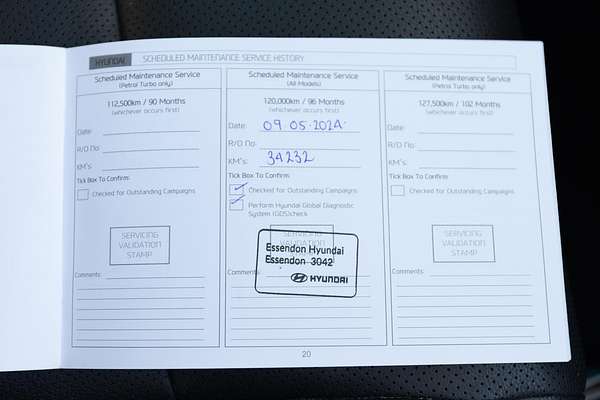 HYUNDAI SCHEDULED MAINTENANCE SERVICE HISTORY
Scheduled Maintenance Service
(Petrol Turbo only)
112,500km / 90 Months
(whichever occurs first)
Date:
R/O No
KM's:
Tick Box To Confirm:
Checked for Outstanding Campaigns
SERVICING
VALIDATION
STAMP
Comments:
Scheduled Maintenance Service
(All Models)
120,000km / 96 Months
(whichever occurs first)
Date: 09 05 2024
R/O No
KM's: 34232
Tick Box To Confirm:
Checked for Outstanding Campaigns
Perform Hyundai Global Diagnostic
System (GDS)check
SERVICING
VALIDATION
Essendon Hyundai
Essendon 3042
HYUNDAI
Comments:
Scheduled Maintenance Service
(Petrol Turbo only)
127,500km / 102 Months
(whichever occurs first)
Date:
R/O No
KM's:
Tick Box To Confirm:
Checked for Outstanding Campaigns
SERVICING
VALIDATION
STAMP
Comments:
20